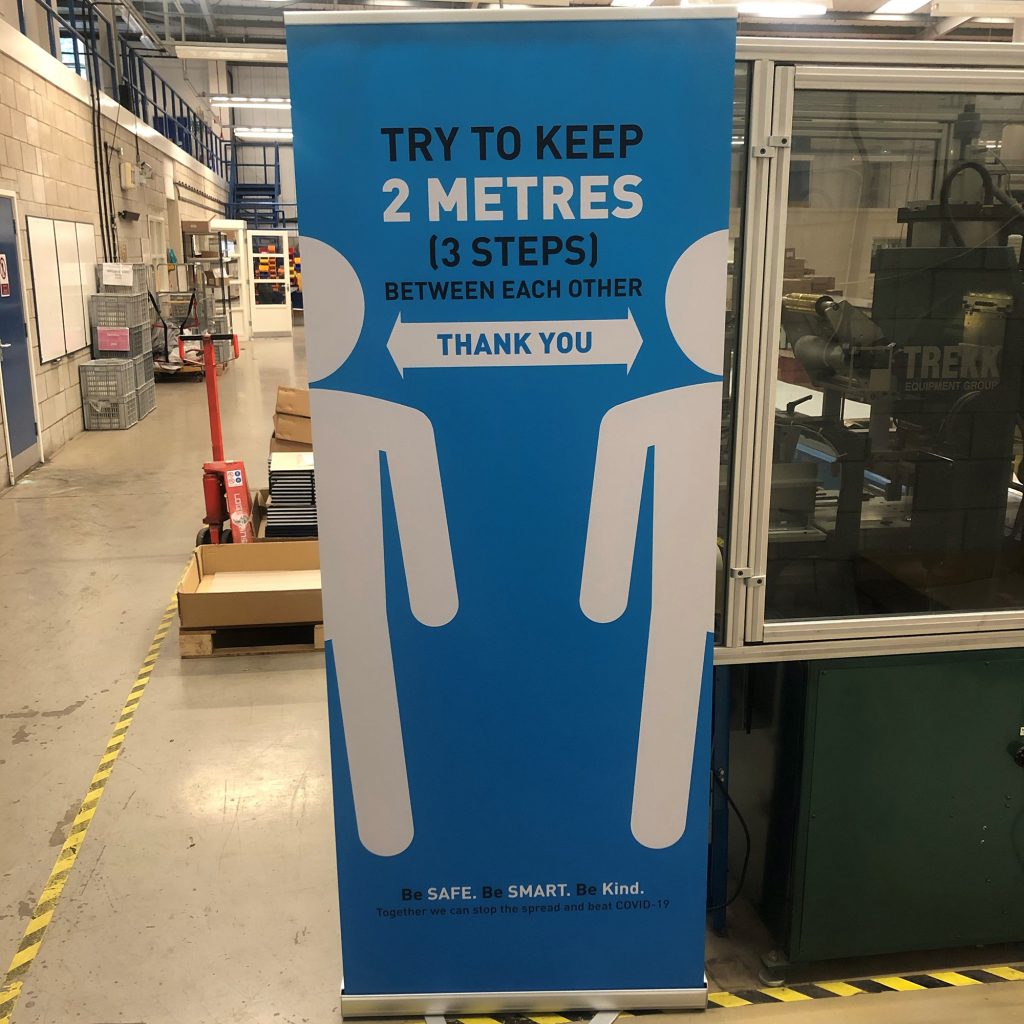 TRY TO KEEP
2 METRES
(3 STEPS)
BETWEEN EACH OTHER
THANK YOU
Be SAFE. Be SMART. Be Kind.
Together we can stop the spread and beat COVID-19
TREKK
EQUIPMENT GROUP